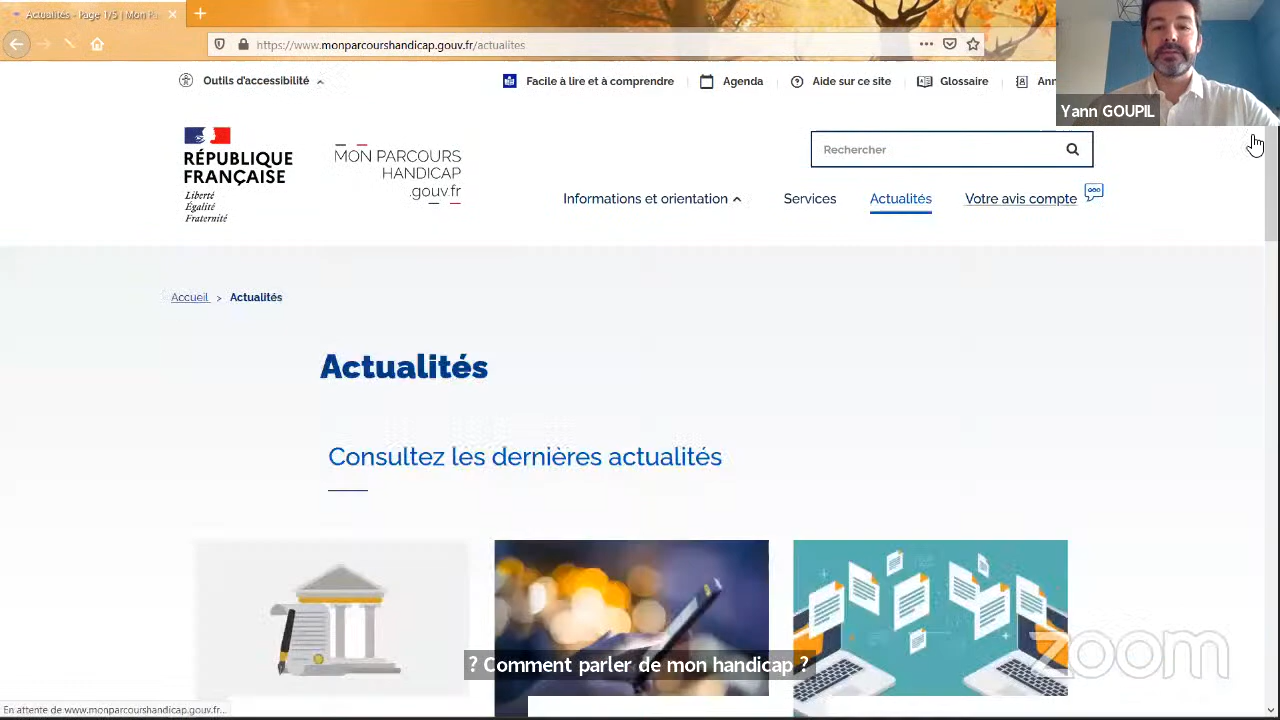 Actualités - Page 1/5 | Mon Pa
https://www.monparcourshandicap.gouv.fr/actualites
Yann GOUPIL
Outils d'accessibilité
Facile à lire et à comprendre
Agenda
Aide sur ce site
Glossaire
Ann
RÉPUBLIQUE
FRANÇAISE
Liberté
Égalité
Fraternité
MON PARCOURS
HANDICAP
.gouv.fr
Rechercher
Informations et orientation
Services
Actualités
Votre avis compte
Accueil > Actualités
Actualités
Consultez les dernières actualités
? Comment parler de mon handicap ?
zoom
En attente de www.monparcourshandicap.gouv.fr...